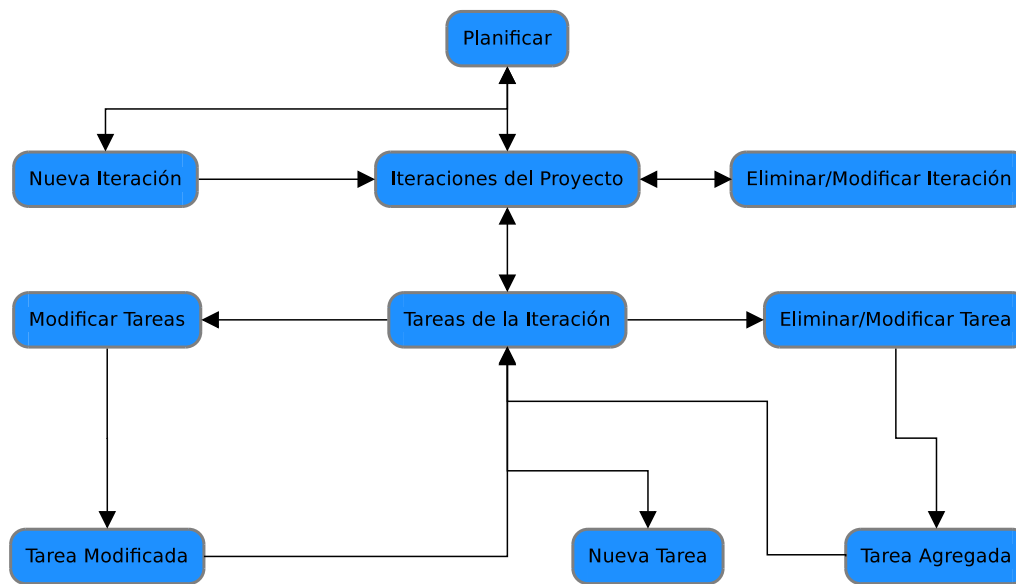 Planificar
Nueva Iteración
Iteraciones del Proyecto
Eliminar/Modificar Iteración
Modificar Tareas
Tareas de la Iteración
Eliminar/Modificar Tarea
Tarea Modificada
Nueva Tarea
Tarea Agregada